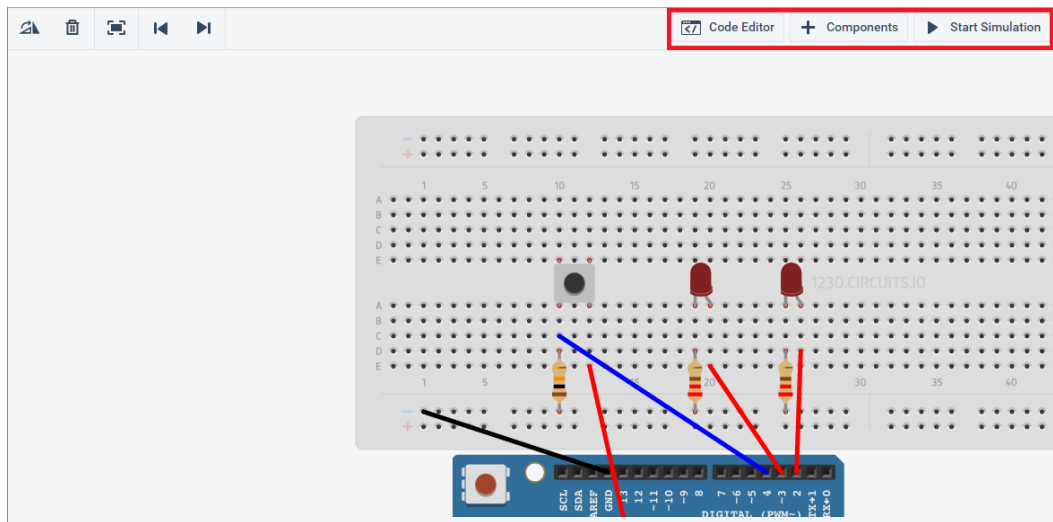 Code Editor
Components
Start Simulation
1 5 10 15 20 25 30 35 40
A
B
C
D
E
123D.CIRCUITS.IO
A
B
C
D
E
1 5 20 30 35 40
SCL
SDA
AREF
GND
13
12
~11
~10
~9
8
7
~6
~5
4
~3
2
TX→1
RX←0
DIGITAL (PWM~)